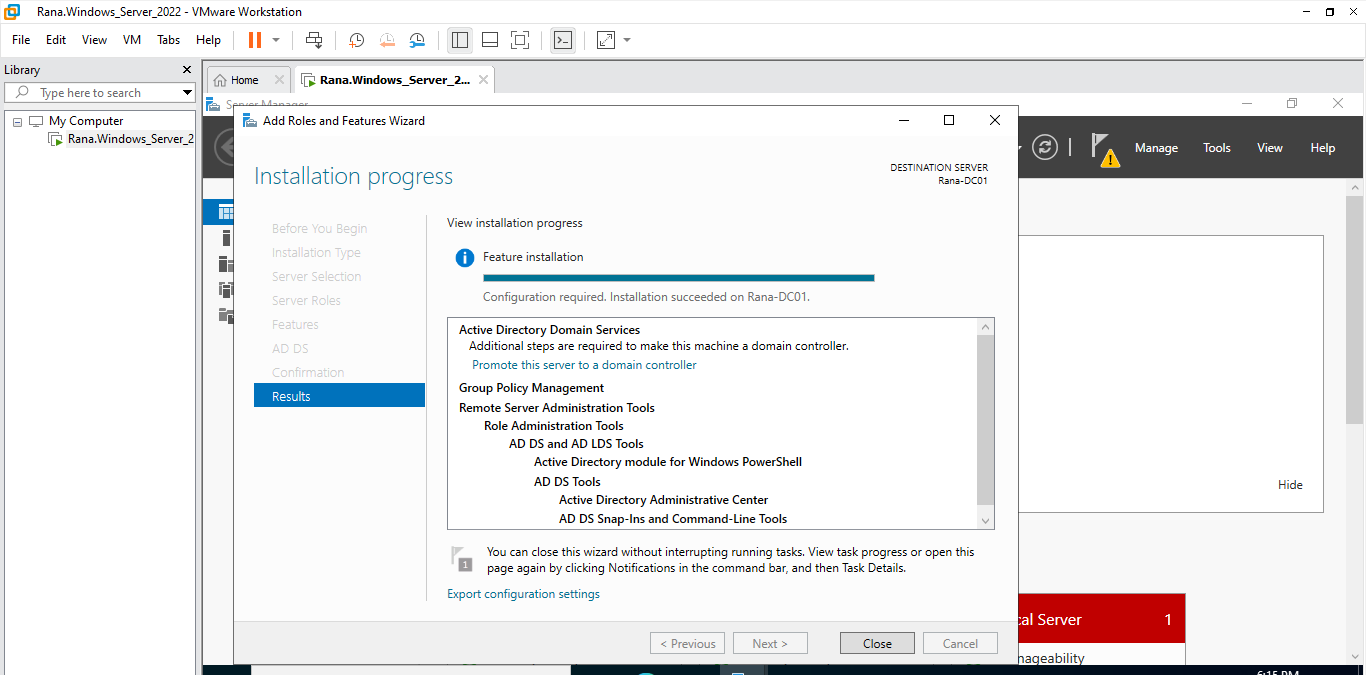 Rana.Windows_Server_2022 - VMware Workstation
File Edit View VM Tabs Help
Library
Type here to search
My Computer
Rana.Windows_Server_2
Home
Rana.Windows_Server_2...
Server Manager
Manage Tools View Help
Add Roles and Features Wizard
Installation progress
DESTINATION SERVER
Rana-DC01
Before You Begin
Installation Type
Server Selection
Server Roles
Features
AD DS
Confirmation
Results
View installation progress
Feature installation
Configuration required. Installation succeeded on Rana-DC01.
Active Directory Domain Services
Additional steps are required to make this machine a domain controller.
Promote this server to a domain controller
Group Policy Management
Remote Server Administration Tools
Role Administration Tools
AD DS and AD LDS Tools
Active Directory module for Windows PowerShell
AD DS Tools
Active Directory Administrative Center
AD DS Snap-Ins and Command-Line Tools
1
You can close this wizard without interrupting running tasks. View task progress or open this
page again by clicking Notifications in the command bar, and then Task Details.
Export configuration settings
< Previous Next > Close Cancel
Hide
cal Server 1
nageability
6:15 PM